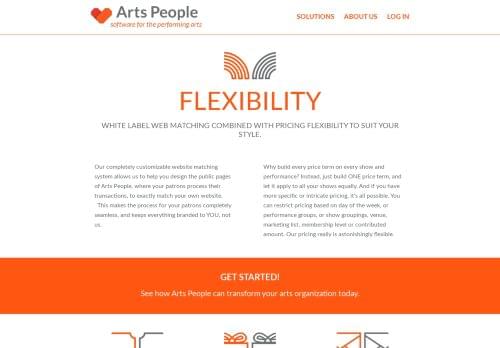 Arts People
software for the performing arts
SOLUTIONS ABOUT US LOG IN
FLEXIBILITY
WHITE LABEL WEB MATCHING COMBINED WITH PRICING FLEXIBILITY TO SUIT YOUR
STYLE.
Our completely customizable website matching
system allows us to help you design the public pages
of Arts People, where your patrons process their
transactions, to exactly match your own website.
This makes the process for your patrons completely
seamless, and keeps everything branded to YOU, not
us.
Why build every price term on every show and
performance? Instead, just build ONE price term, and
let it apply to all your shows equally. And if you have
more specific or intricate pricing, it's all possible. You
can restrict pricing based on day of the week, or
performance groups, or show groupings, venue,
marketing list, membership level or contributed
amount. Our pricing really is astonishingly flexible.
GET STARTED!
See how Arts People can transform your arts organization today.